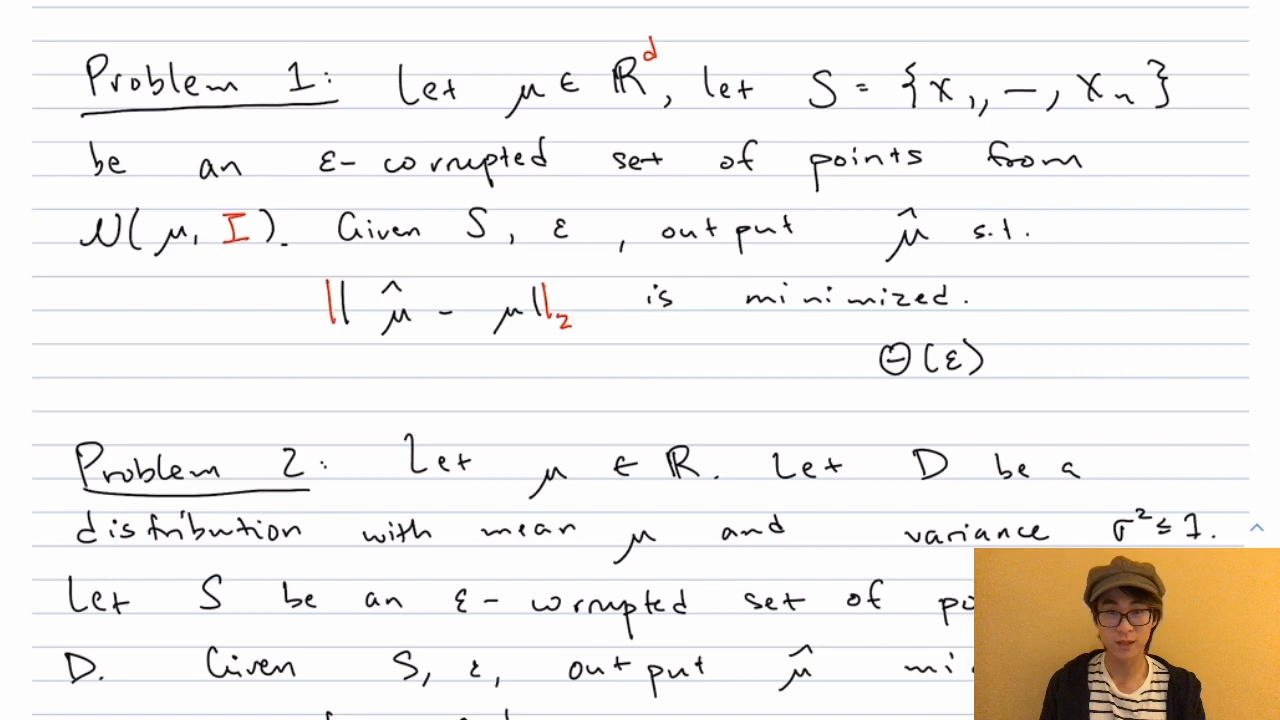 Problem 1: Let μ ∈ ℝ^d, let S = {x₁, –, xₙ}
be an ε-corrupted set of points from
N(μ, I). Given S, ε, output μ̂ s.t.
‖μ̂ - μ‖₂ is minimized.
Θ(ε)
Problem 2: Let μ ∈ ℝ. Let D be a
distribution with mean μ and variance σ² ≤ 1.
Let S be an ε-corrupted set of
D. Given S, ε, output μ̂